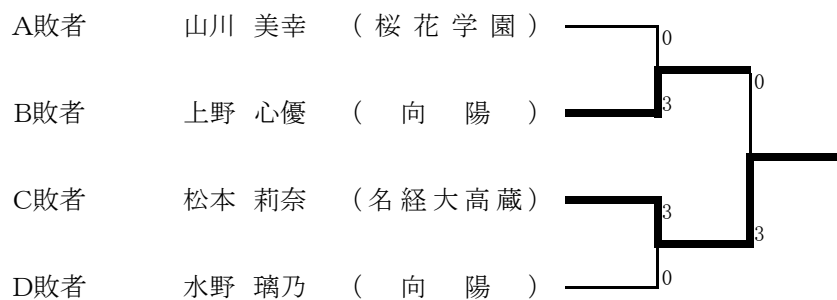 A敗者 山川 美幸 (桜花学園) 0
0
B敗者 上野 心優 (向陽) 3
C敗者 松本 莉奈 (名経大高蔵) 3
3
D敗者 水野 璃乃 (向陽) 0